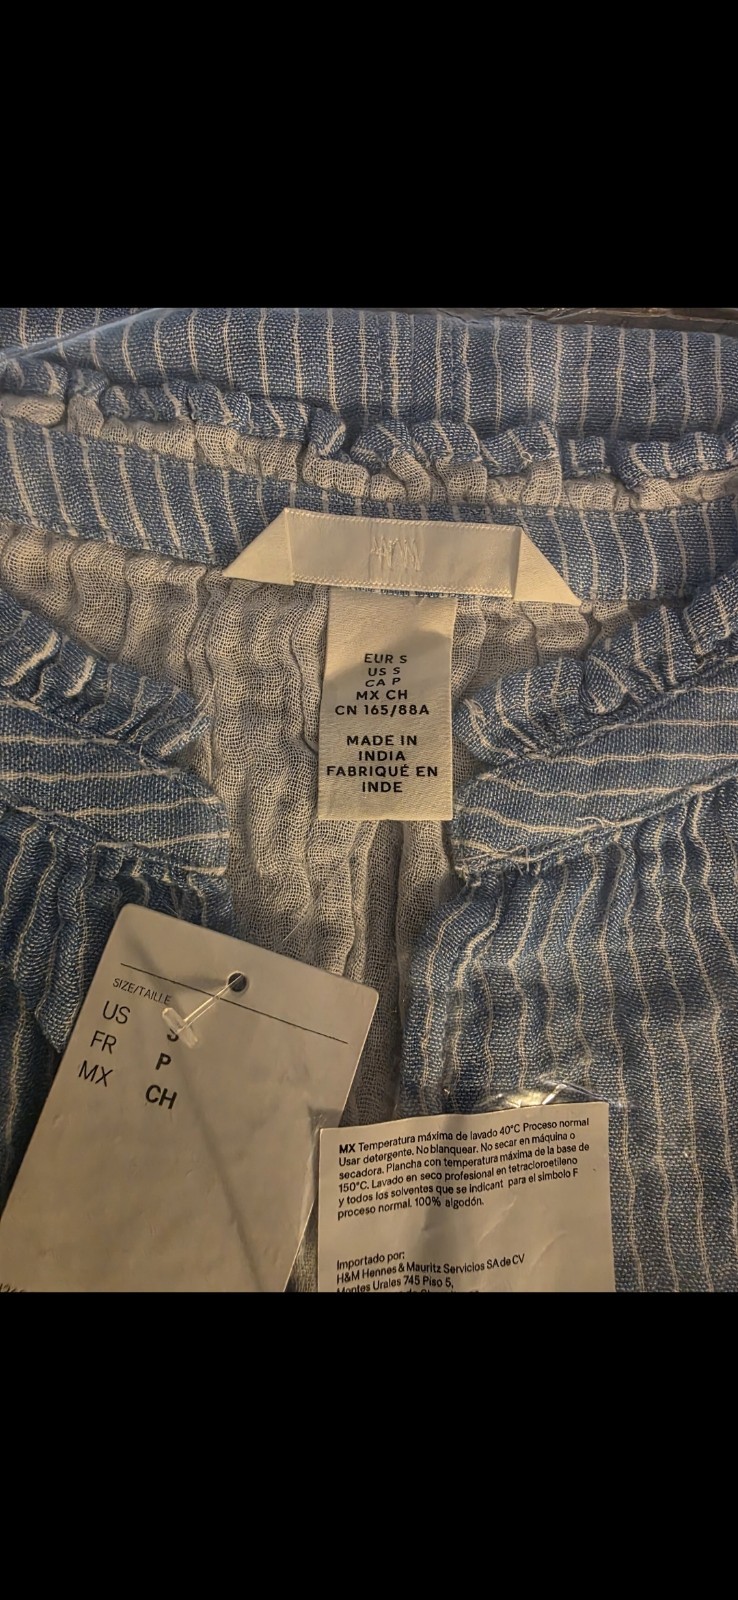 H&M
EUR S
US S
CA P
MX CH
CN 165/88A
MADE IN
INDIA
FABRIQUÉ EN
INDE
SIZE/TAILLE
US S
FR P
MX CH
MX Temperatura máxima de lavado 40°C Proceso normal
Usar detergente. No blanquear. No secar en máquina o
secadora. Plancha con temperatura máxima de la base de
150°C. Lavado en seco profesional en tetracloroetileno
y todos los solventes que se indicant para el simbolo F
proceso normal. 100% algodón.
Importado por:
H&M Hennes & Mauritz Servicios SA de CV
Montes Urales 745 Piso 5,